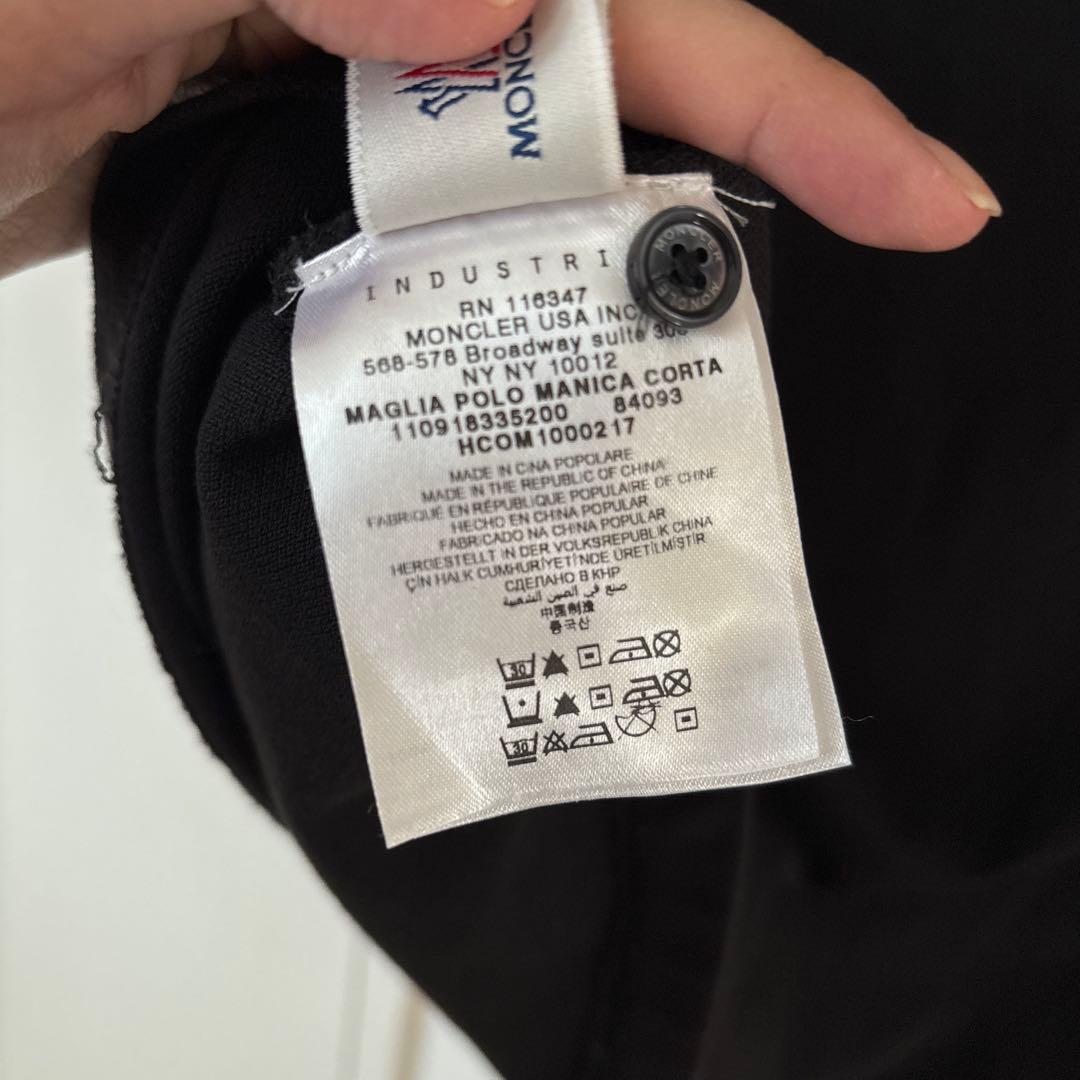 MONCL
INDUSTRI
MONCLER MONCLER
RN 116347
MONCLER USA INC
568-578 Broadway suite
NY NY 10012
MAGLIA POLO MANICA CORTA
110918335200 84093
HCOM1000217
MADE IN CINA POPOLARE
MADE IN THE REPUBLIC OF CHINA
FABRIQUÉ EN RÉPUBLIQUE POPULAIRE DE CHINE
HECHO EN CHINA POPULAR
FABRICADO NA CHINA POPULAR
HERGESTELLT IN DER VOLKSREPUBLIK CHINA
ÇİN HALK CUMHURİYETİNDE ÜRETİLMİŞTİR
СДЕЛАНО В КНР
صنع في الصين الشعبية
中国制造
중국산
30
30